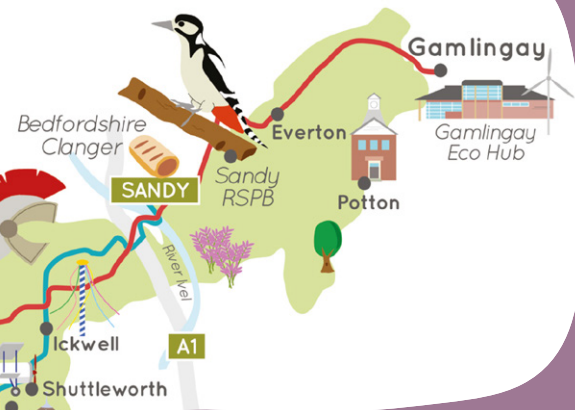 Gamlingay
Bedfordshire
Clanger
Everton
Gamlingay
Eco Hub
Sandy
RSPB
SANDY
Potton
River Ivel
Ickwell
A1
Shuttleworth